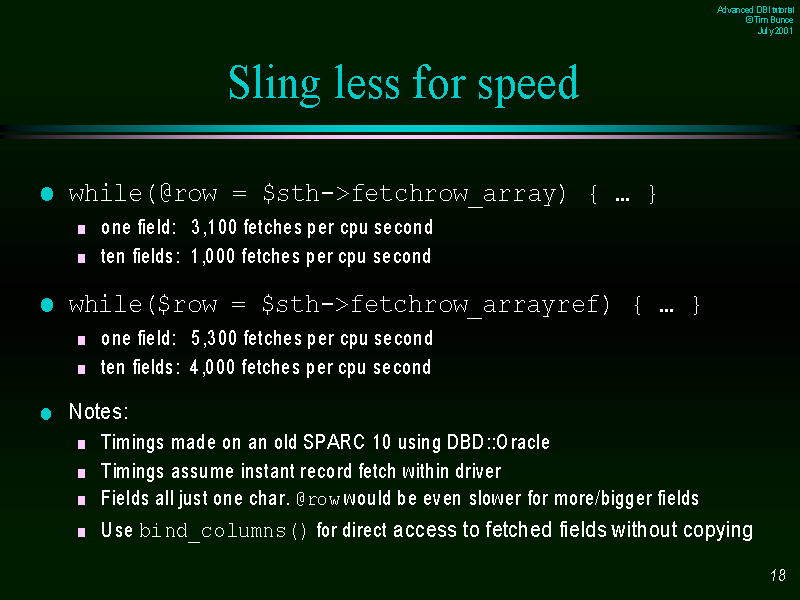 Advanced DBI tutorial
© Tim Bunce
July 2001
Sling less for speed
while(@row = $sth->fetchrow_array) { … }
one field: 3,100 fetches per cpu second
ten fields: 1,000 fetches per cpu second
while($row = $sth->fetchrow_arrayref) { … }
one field: 5,300 fetches per cpu second
ten fields: 4,000 fetches per cpu second
Notes:
Timings made on an old SPARC 10 using DBD::Oracle
Timings assume instant record fetch within driver
Fields all just one char. @row would be even slower for more/bigger fields
Use bind_columns() for direct access to fetched fields without copying
18